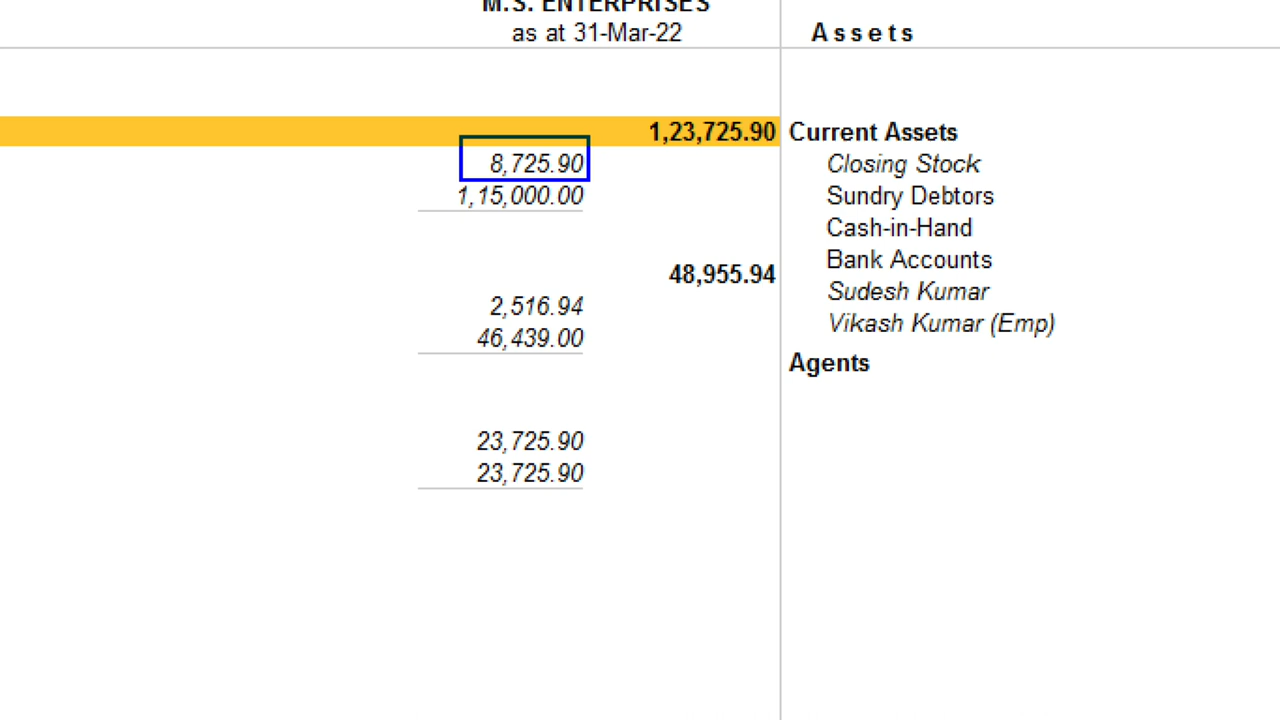 M.S. ENTERPRISES
as at 31-Mar-22
Assets
1,23,725.90 Current Assets
8,725.90 Closing Stock
1,15,000.00 Sundry Debtors
Cash-in-Hand
Bank Accounts
48,955.94
Sudesh Kumar
2,516.94
Vikash Kumar (Emp)
46,439.00
Agents
23,725.90
23,725.90